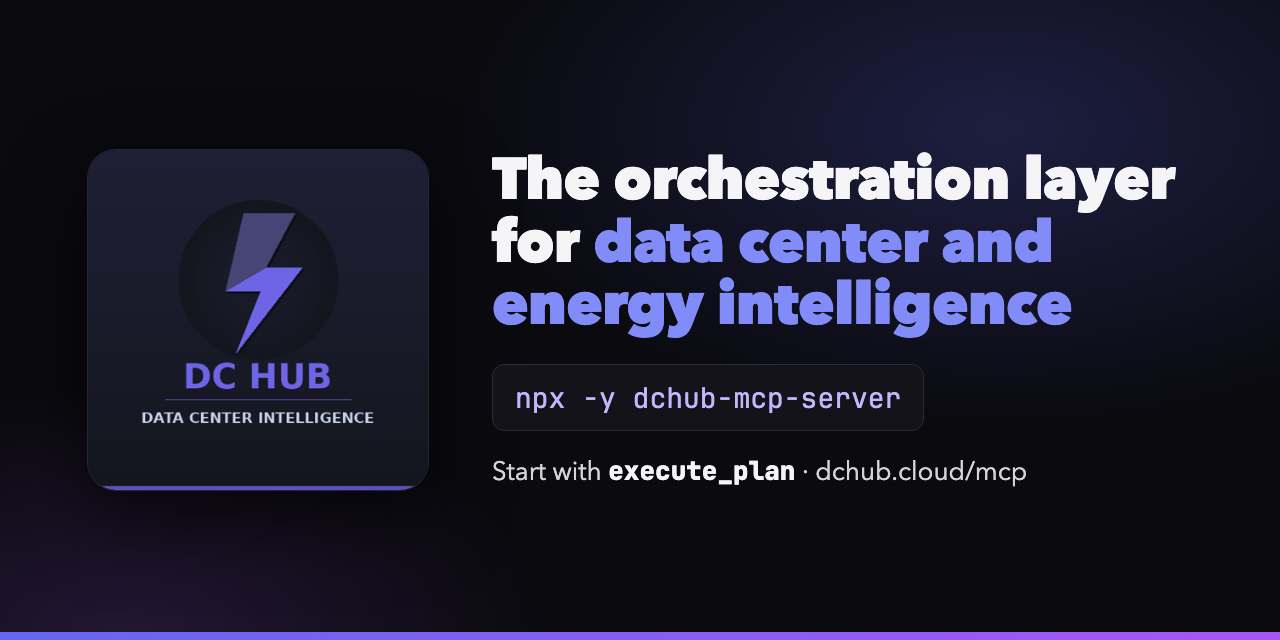 DC HUB
DATA CENTER INTELLIGENCE
The orchestration layer
for data center and
energy intelligence
npx -y dchub-mcp-server
Start with execute_plan · dchub.cloud/mcp